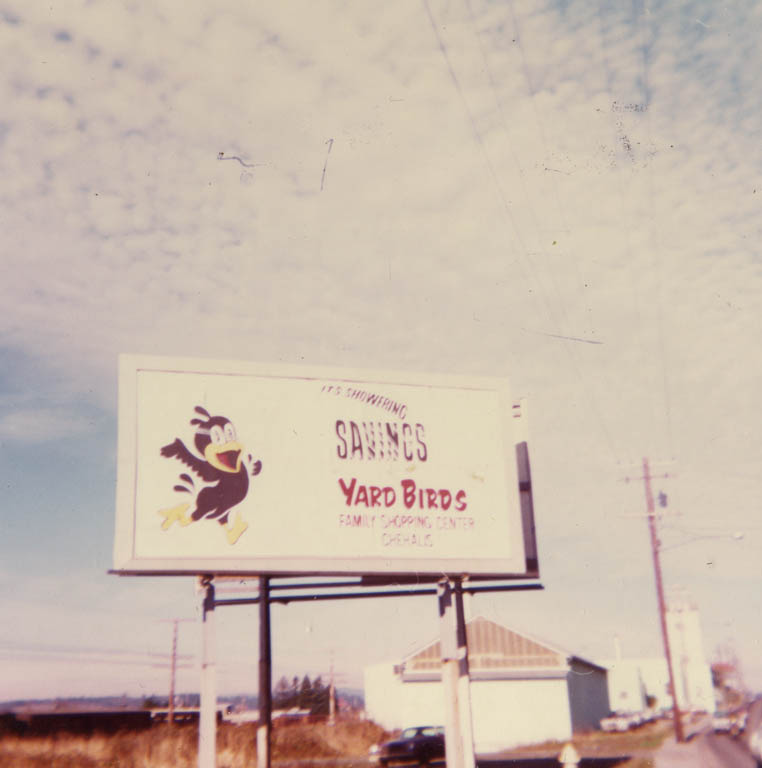 IT'S SHOWERING
SAVINGS
YARD BIRDS
FAMILY SHOPPING CENTER
CHEHALIS